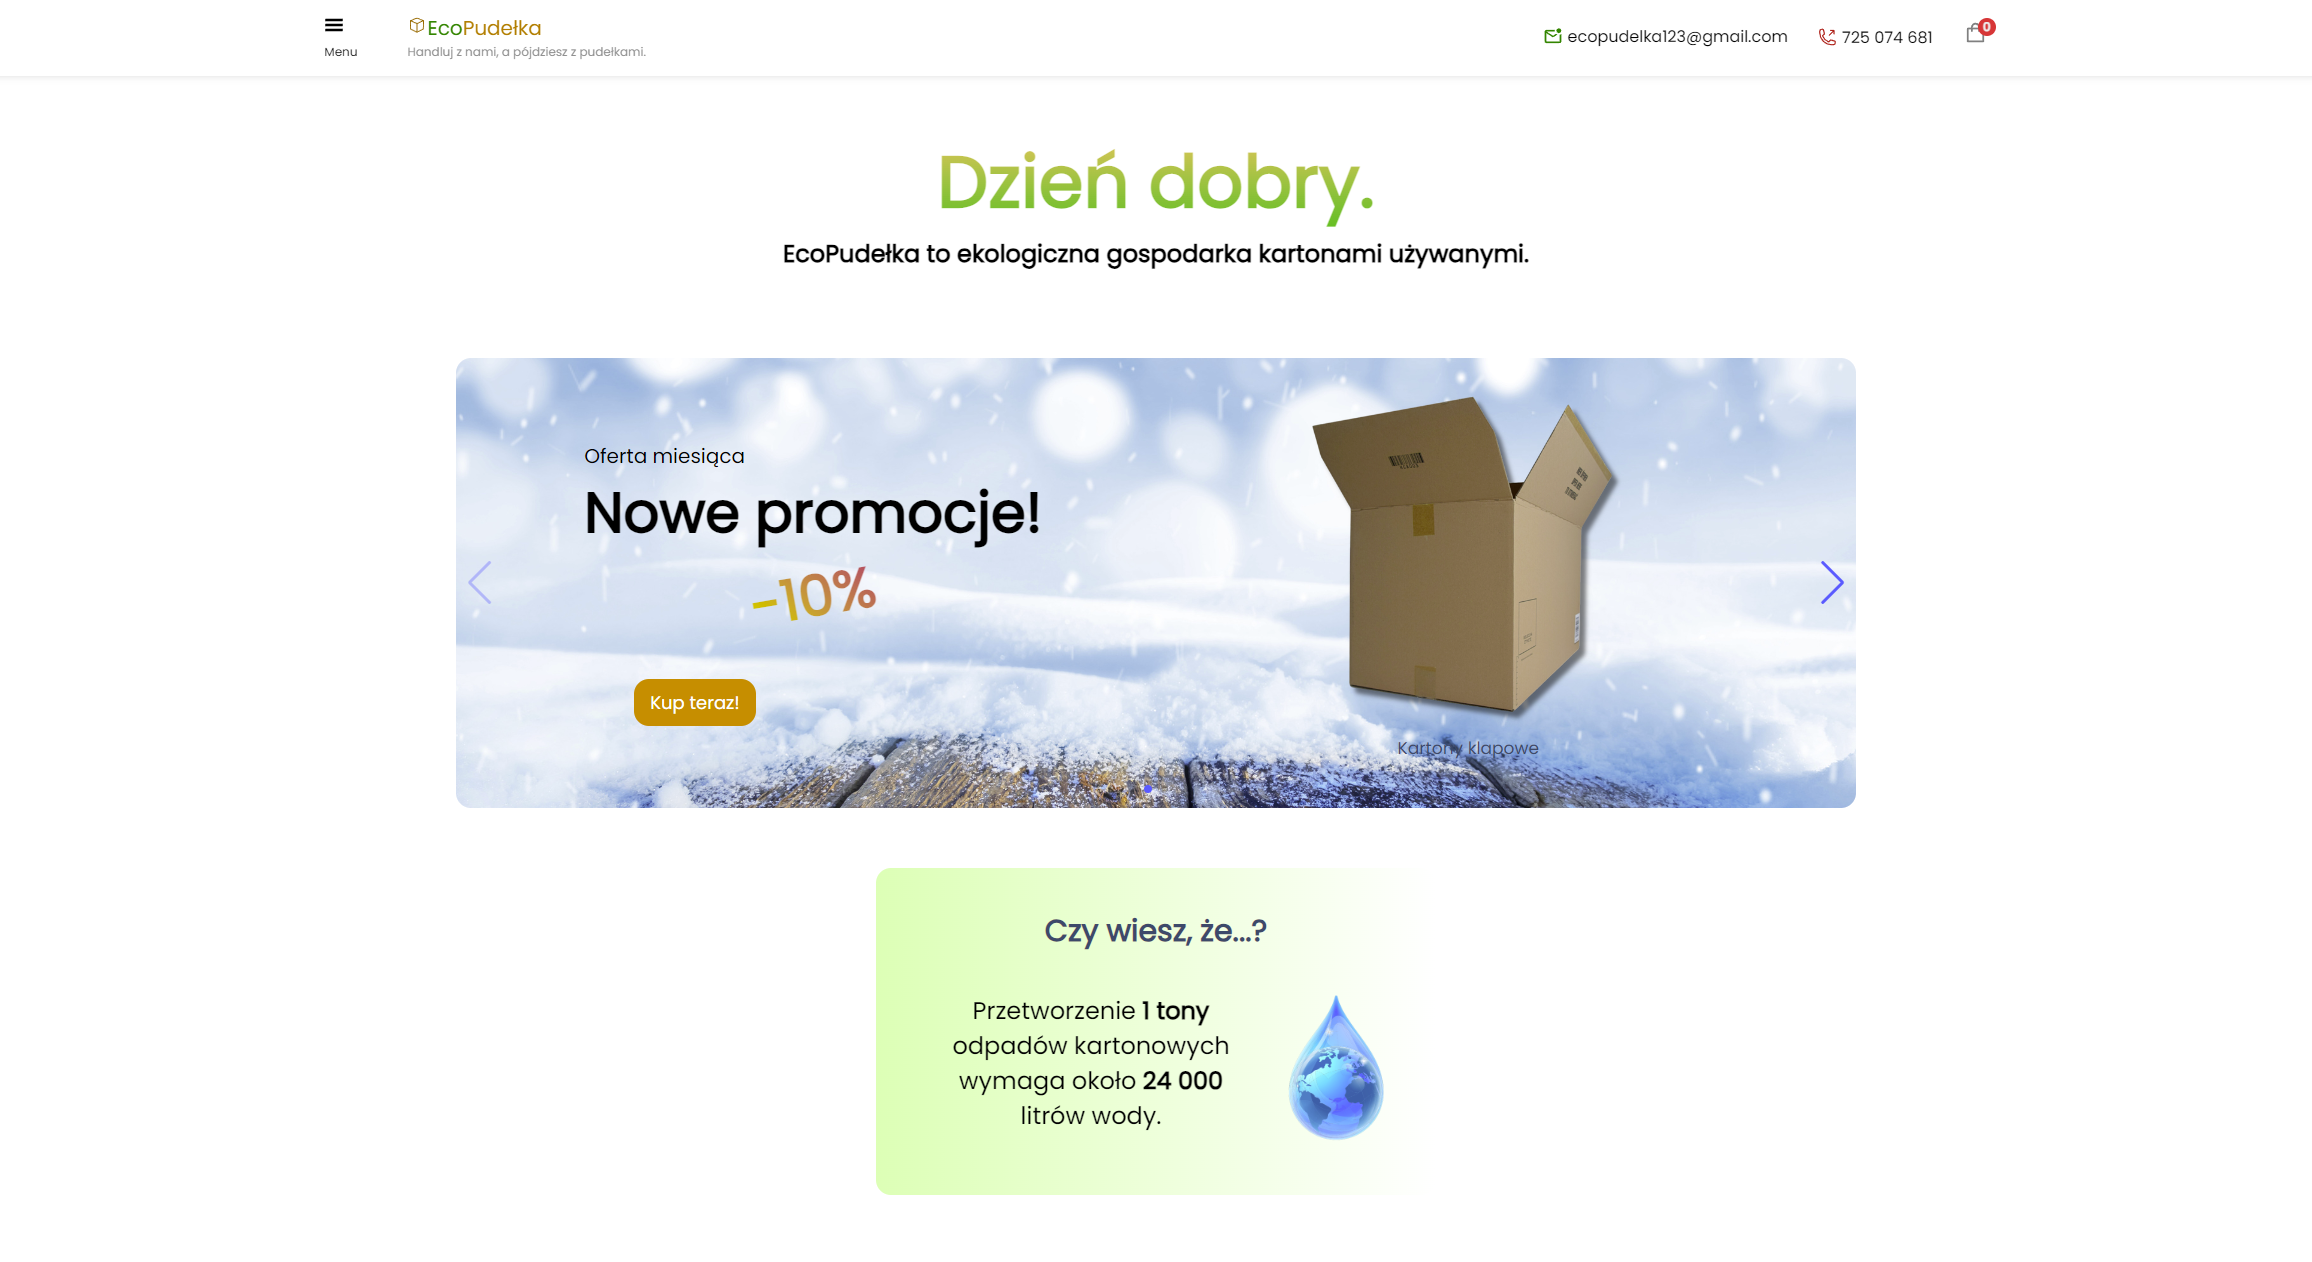 Menu
EcoPudełka
Handluj z nami, a pójdziesz z pudełkami.
ecopudelka123@gmail.com
725 074 681
0
Dzień dobry.
EcoPudełka to ekologiczna gospodarka kartonami używanymi.
Oferta miesiąca
Nowe promocje!
-10%
Kup teraz!
Kartony klapowe
Czy wiesz, że...?
Przetworzenie 1 tony
odpadów kartonowych
wymaga około 24 000
litrów wody.